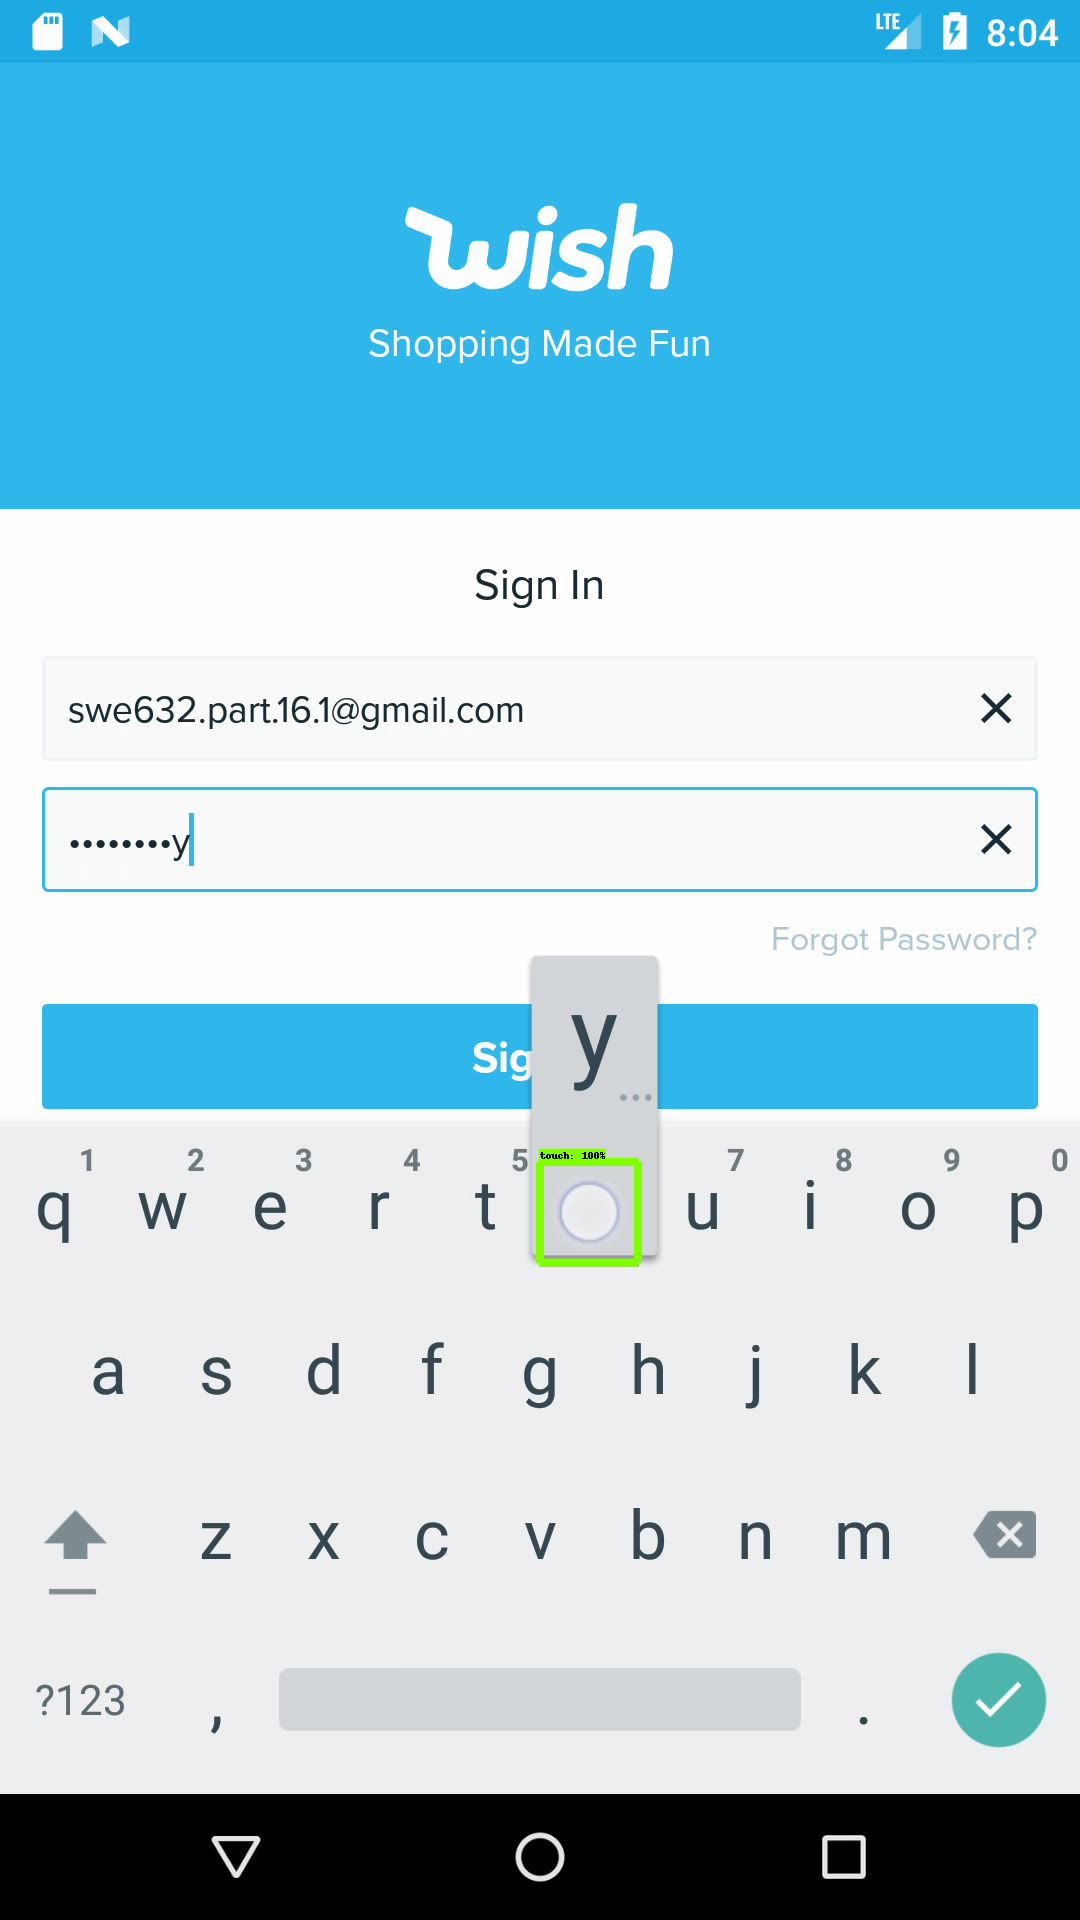 LTE 8:04
wish
Shopping Made Fun
Sign In
swe632.part.16.1@gmail.com
••••••••y
Forgot Password?
Sig
y
...
touch: 100%
1 2 3 4 5 7 8 9 0
q w e r t u i o p
a s d f g h j k l
z x c v b n m
?123 , .